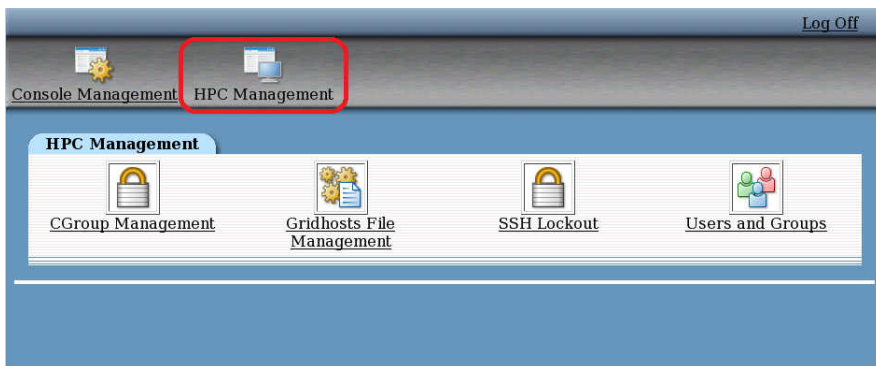 Log Off
Console Management HPC Management
HPC Management
CGroup Management Gridhosts File Management SSH Lockout Users and Groups